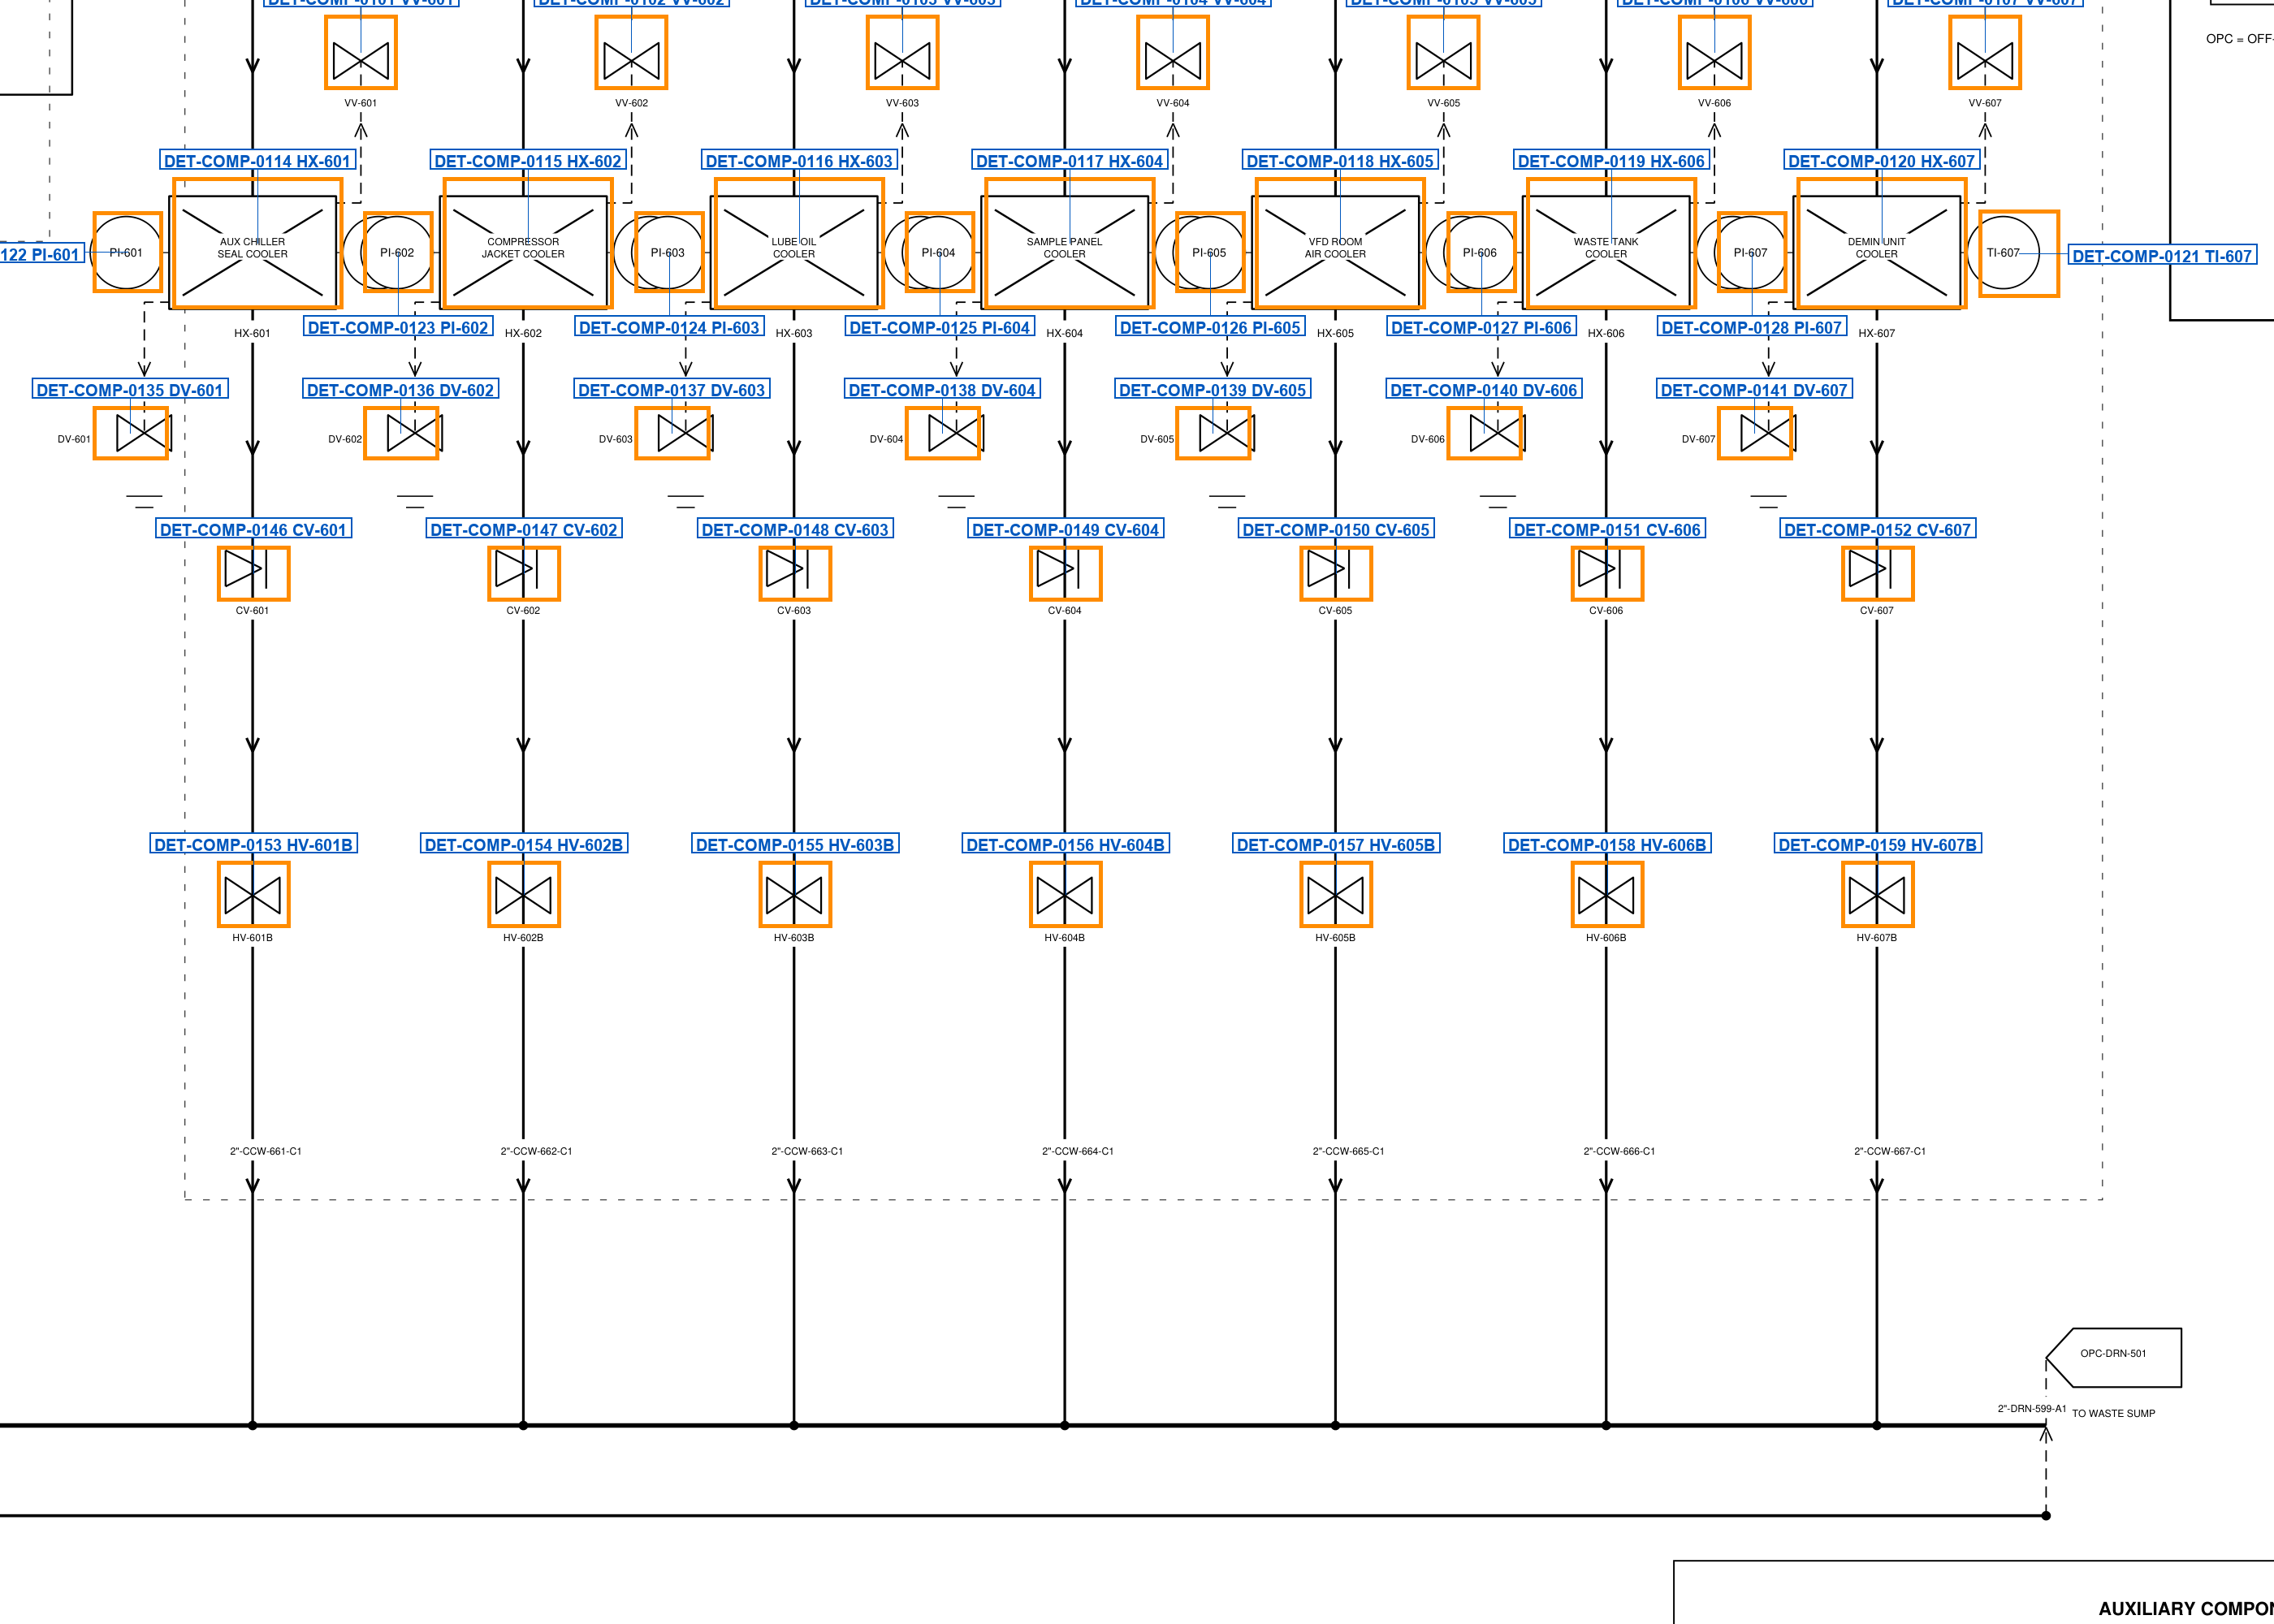 OPC = OFF-
VV-601
VV-602
VV-603
VV-604
VV-605
VV-606
VV-607
DET-COMP-0114 HX-601
DET-COMP-0115 HX-602
DET-COMP-0116 HX-603
DET-COMP-0117 HX-604
DET-COMP-0118 HX-605
DET-COMP-0119 HX-606
DET-COMP-0120 HX-607
122 PI-601
PI-601
AUX CHILLER
SEAL COOLER
PI-602
COMPRESSOR
JACKET COOLER
PI-603
LUBE OIL
COOLER
PI-604
SAMPLE PANEL
COOLER
PI-605
VFD ROOM
AIR COOLER
PI-606
WASTE TANK
COOLER
PI-607
DEMIN UNIT
COOLER
TI-607
DET-COMP-0121 TI-607
HX-601
DET-COMP-0123 PI-602
HX-602
DET-COMP-0124 PI-603
HX-603
DET-COMP-0125 PI-604
HX-604
DET-COMP-0126 PI-605
HX-605
DET-COMP-0127 PI-606
HX-606
DET-COMP-0128 PI-607
HX-607
DET-COMP-0135 DV-601
DET-COMP-0136 DV-602
DET-COMP-0137 DV-603
DET-COMP-0138 DV-604
DET-COMP-0139 DV-605
DET-COMP-0140 DV-606
DET-COMP-0141 DV-607
DV-601
DV-602
DV-603
DV-604
DV-605
DV-606
DV-607
DET-COMP-0146 CV-601
DET-COMP-0147 CV-602
DET-COMP-0148 CV-603
DET-COMP-0149 CV-604
DET-COMP-0150 CV-605
DET-COMP-0151 CV-606
DET-COMP-0152 CV-607
CV-601
CV-602
CV-603
CV-604
CV-605
CV-606
CV-607
DET-COMP-0153 HV-601B
DET-COMP-0154 HV-602B
DET-COMP-0155 HV-603B
DET-COMP-0156 HV-604B
DET-COMP-0157 HV-605B
DET-COMP-0158 HV-606B
DET-COMP-0159 HV-607B
HV-601B
HV-602B
HV-603B
HV-604B
HV-605B
HV-606B
HV-607B
2"-CCW-661-C1
2"-CCW-662-C1
2"-CCW-663-C1
2"-CCW-664-C1
2"-CCW-665-C1
2"-CCW-666-C1
2"-CCW-667-C1
OPC-DRN-501
2"-DRN-599-A1
TO WASTE SUMP
AUXILIARY COMPON